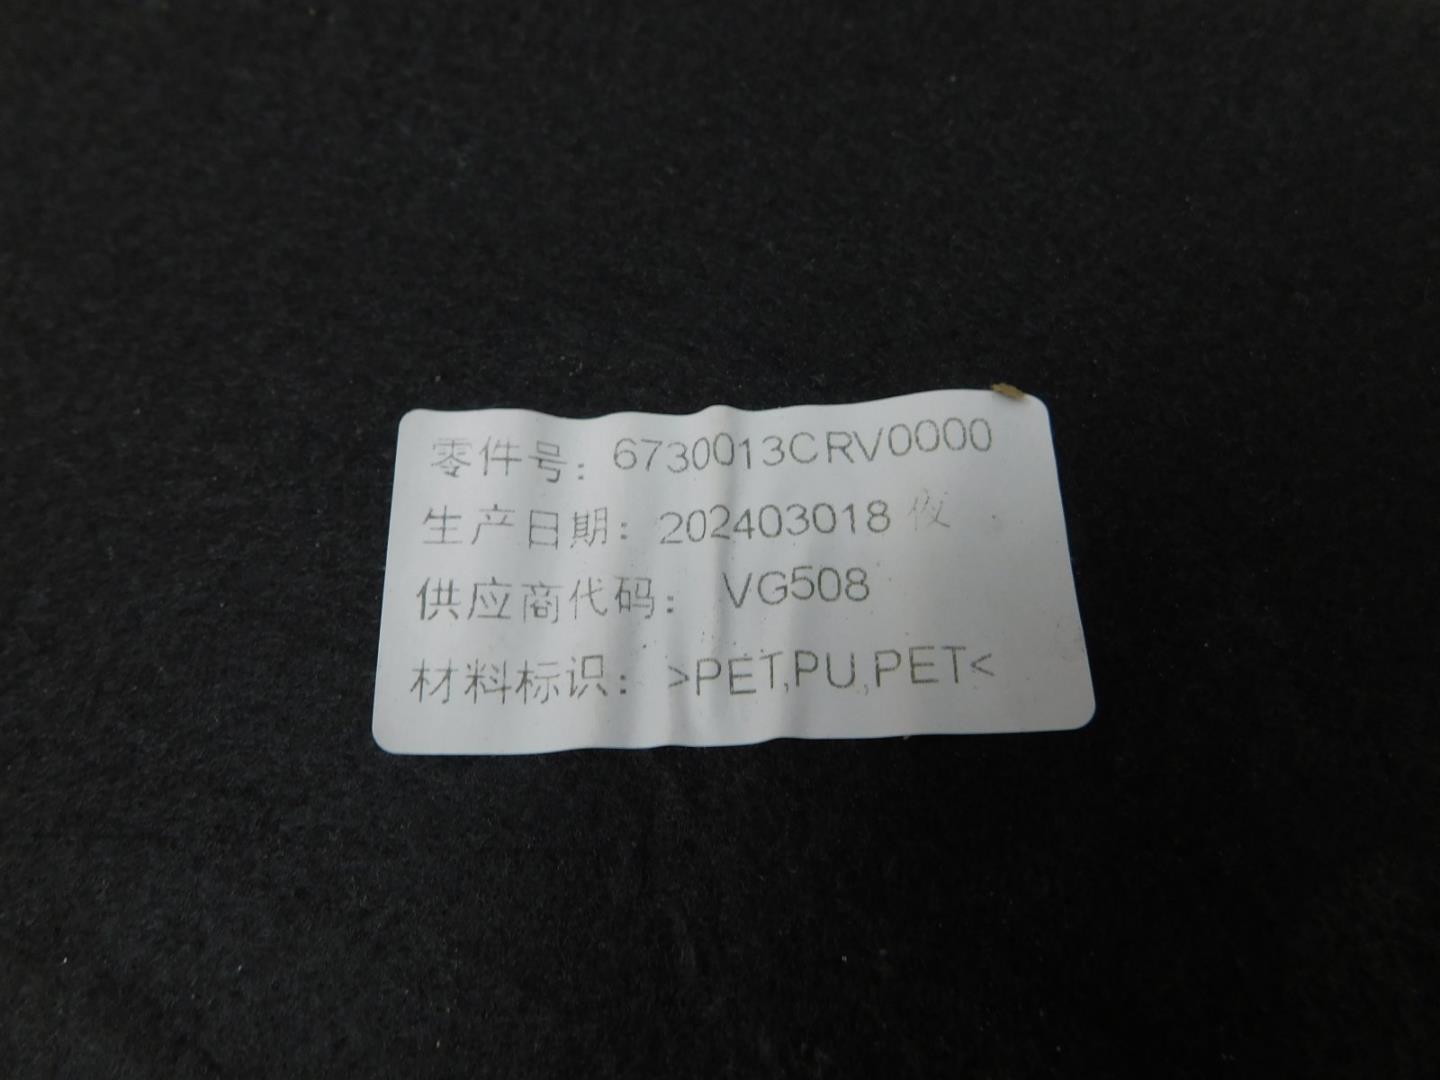 零件号：6730013CRV0000
生产日期：202403018 夜
供应商代码：VG508
材料标识：>PET,PU,PET<